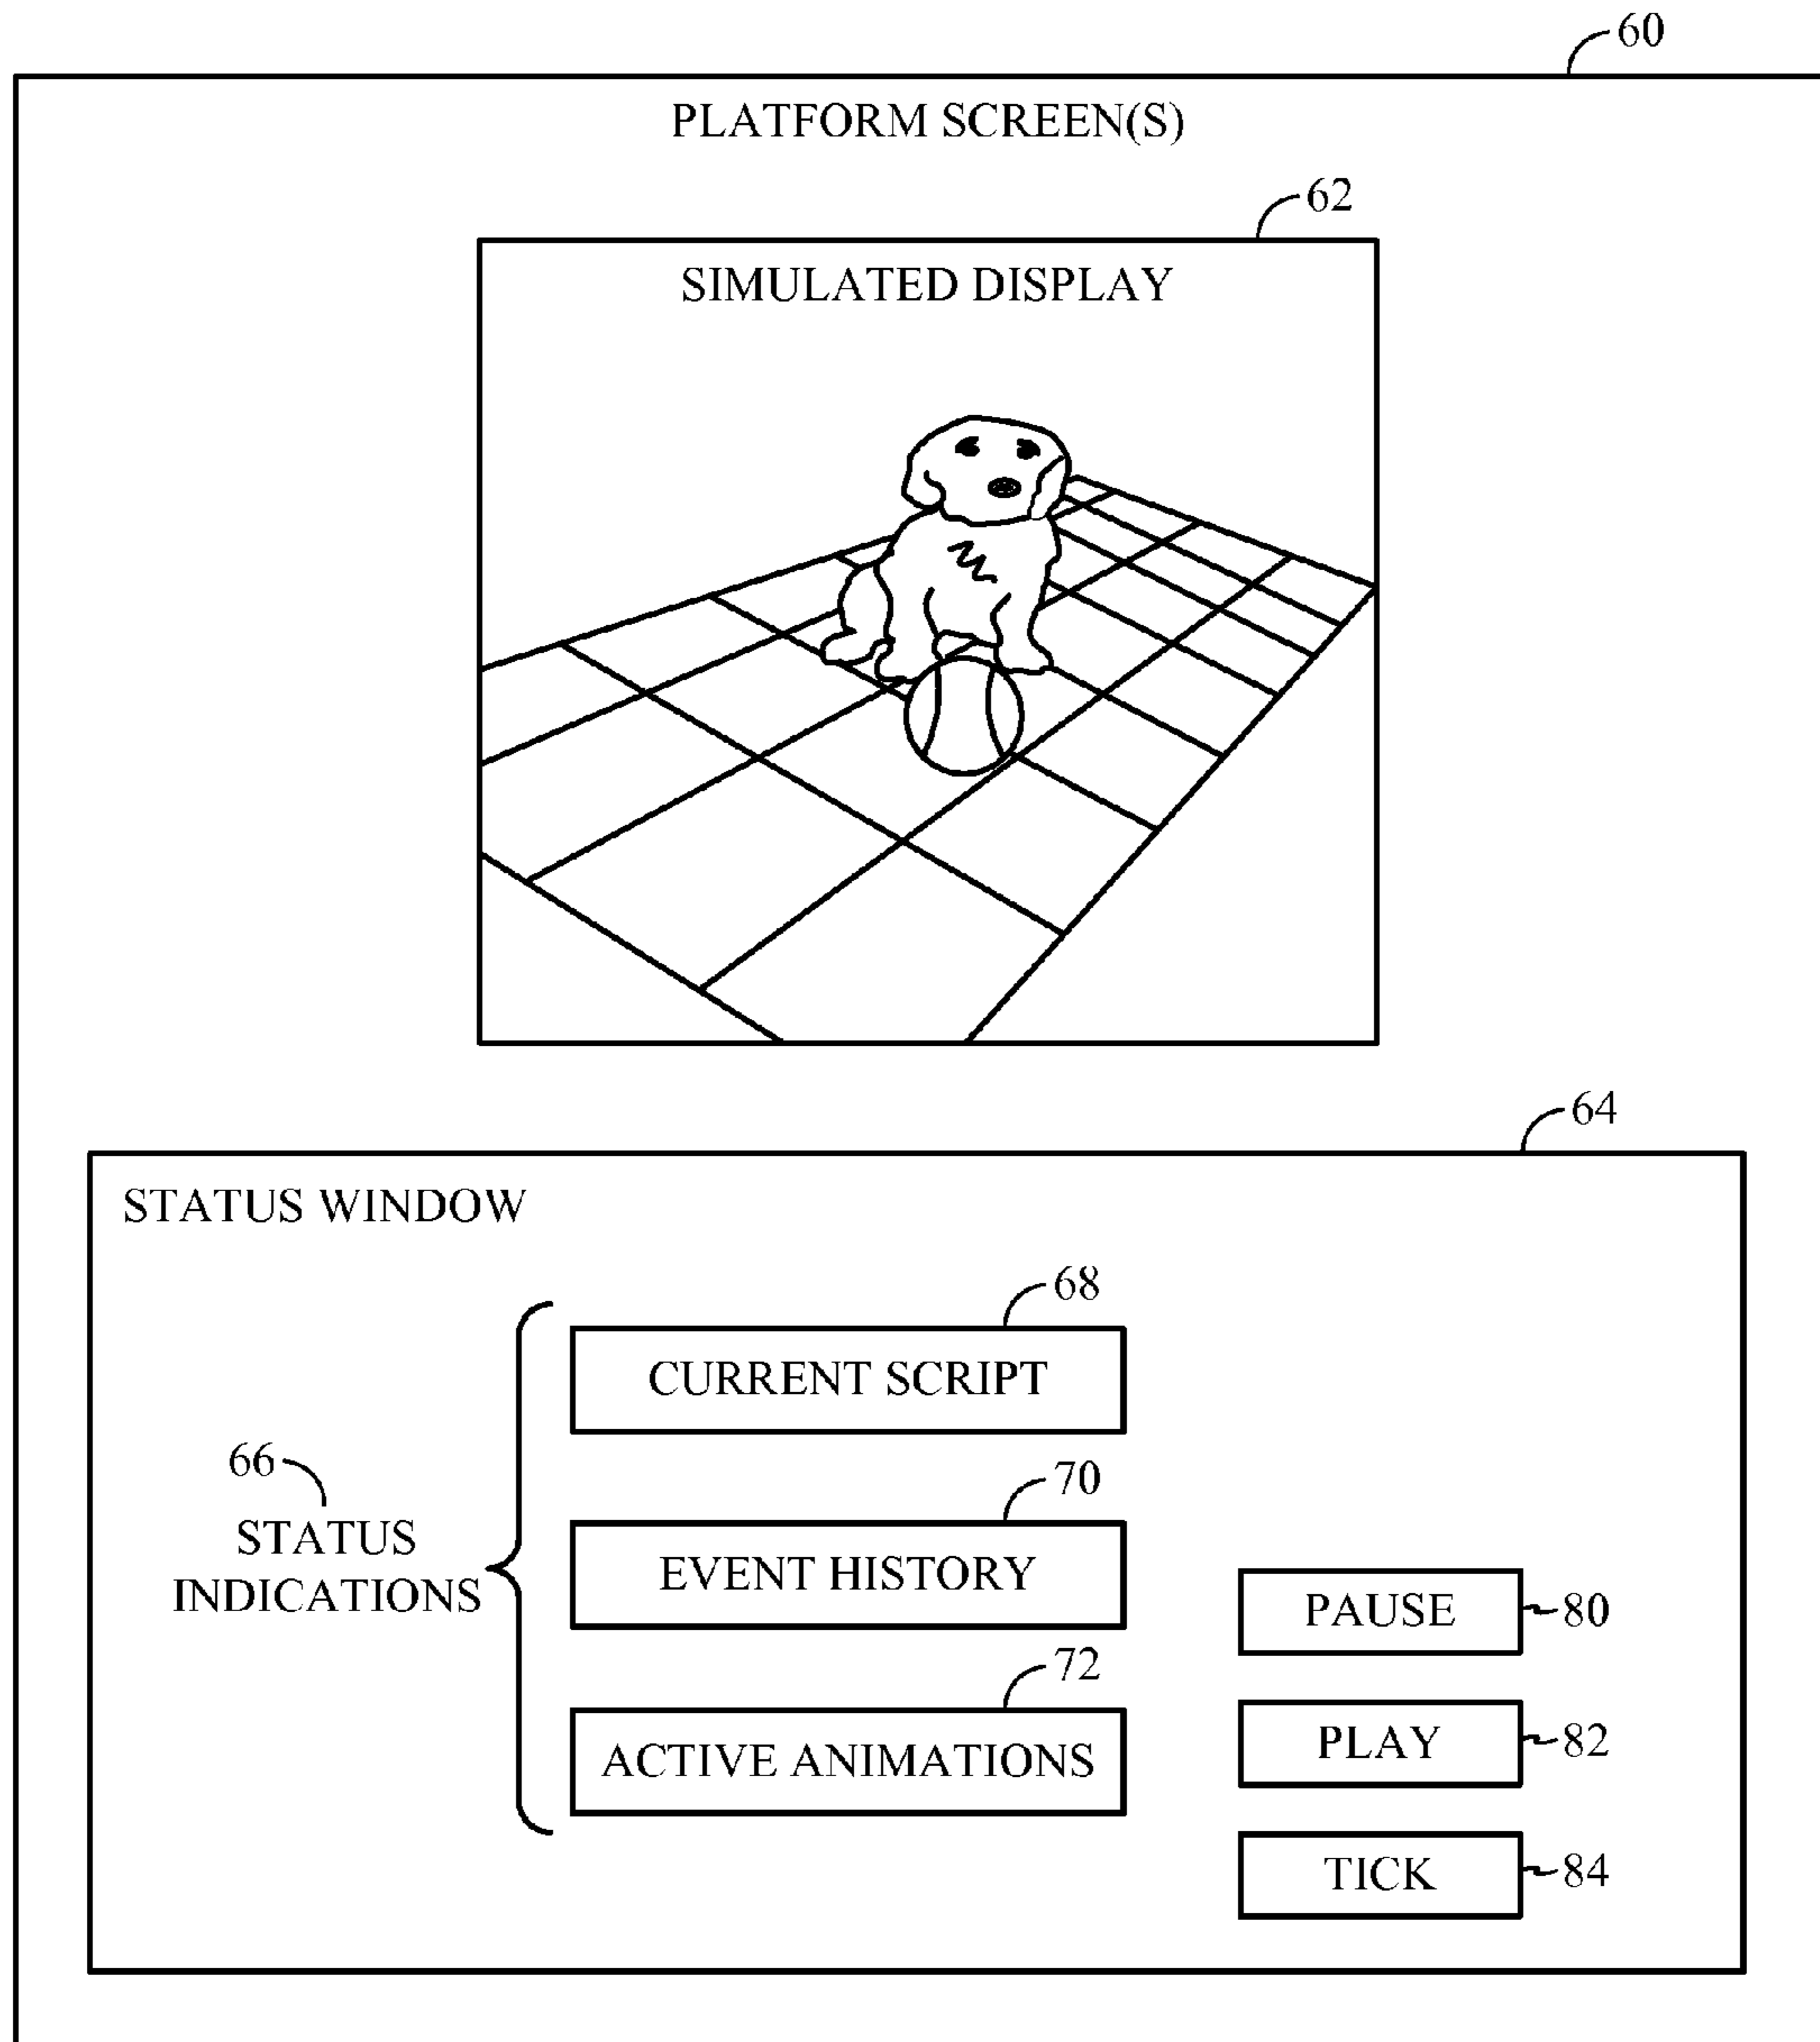 60
PLATFORM SCREEN(S)
62
SIMULATED DISPLAY
64
STATUS WINDOW
68
CURRENT SCRIPT
66
STATUS
INDICATIONS
70
EVENT HISTORY
72
ACTIVE ANIMATIONS
PAUSE 80
PLAY 82
TICK 84